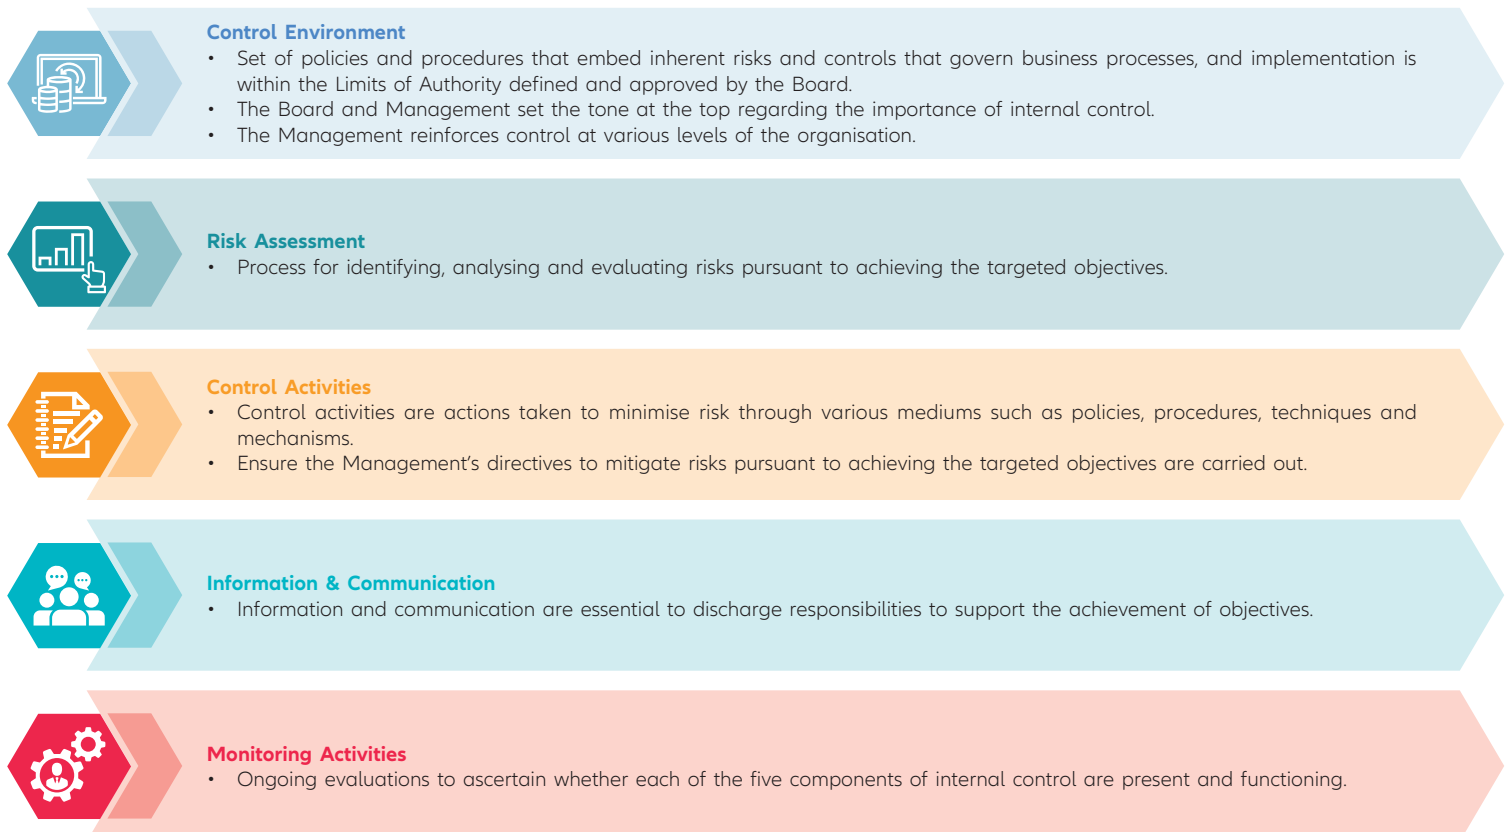 Control Environment
• Set of policies and procedures that embed inherent risks and controls that govern business processes, and implementation is
within the Limits of Authority defined and approved by the Board.
• The Board and Management set the tone at the top regarding the importance of internal control.
• The Management reinforces control at various levels of the organisation.
Risk Assessment
• Process for identifying, analysing and evaluating risks pursuant to achieving the targeted objectives.
Control Activities
• Control activities are actions taken to minimise risk through various mediums such as policies, procedures, techniques and
mechanisms.
• Ensure the Management’s directives to mitigate risks pursuant to achieving the targeted objectives are carried out.
Information & Communication
• Information and communication are essential to discharge responsibilities to support the achievement of objectives.
Monitoring Activities
• Ongoing evaluations to ascertain whether each of the five components of internal control are present and functioning.